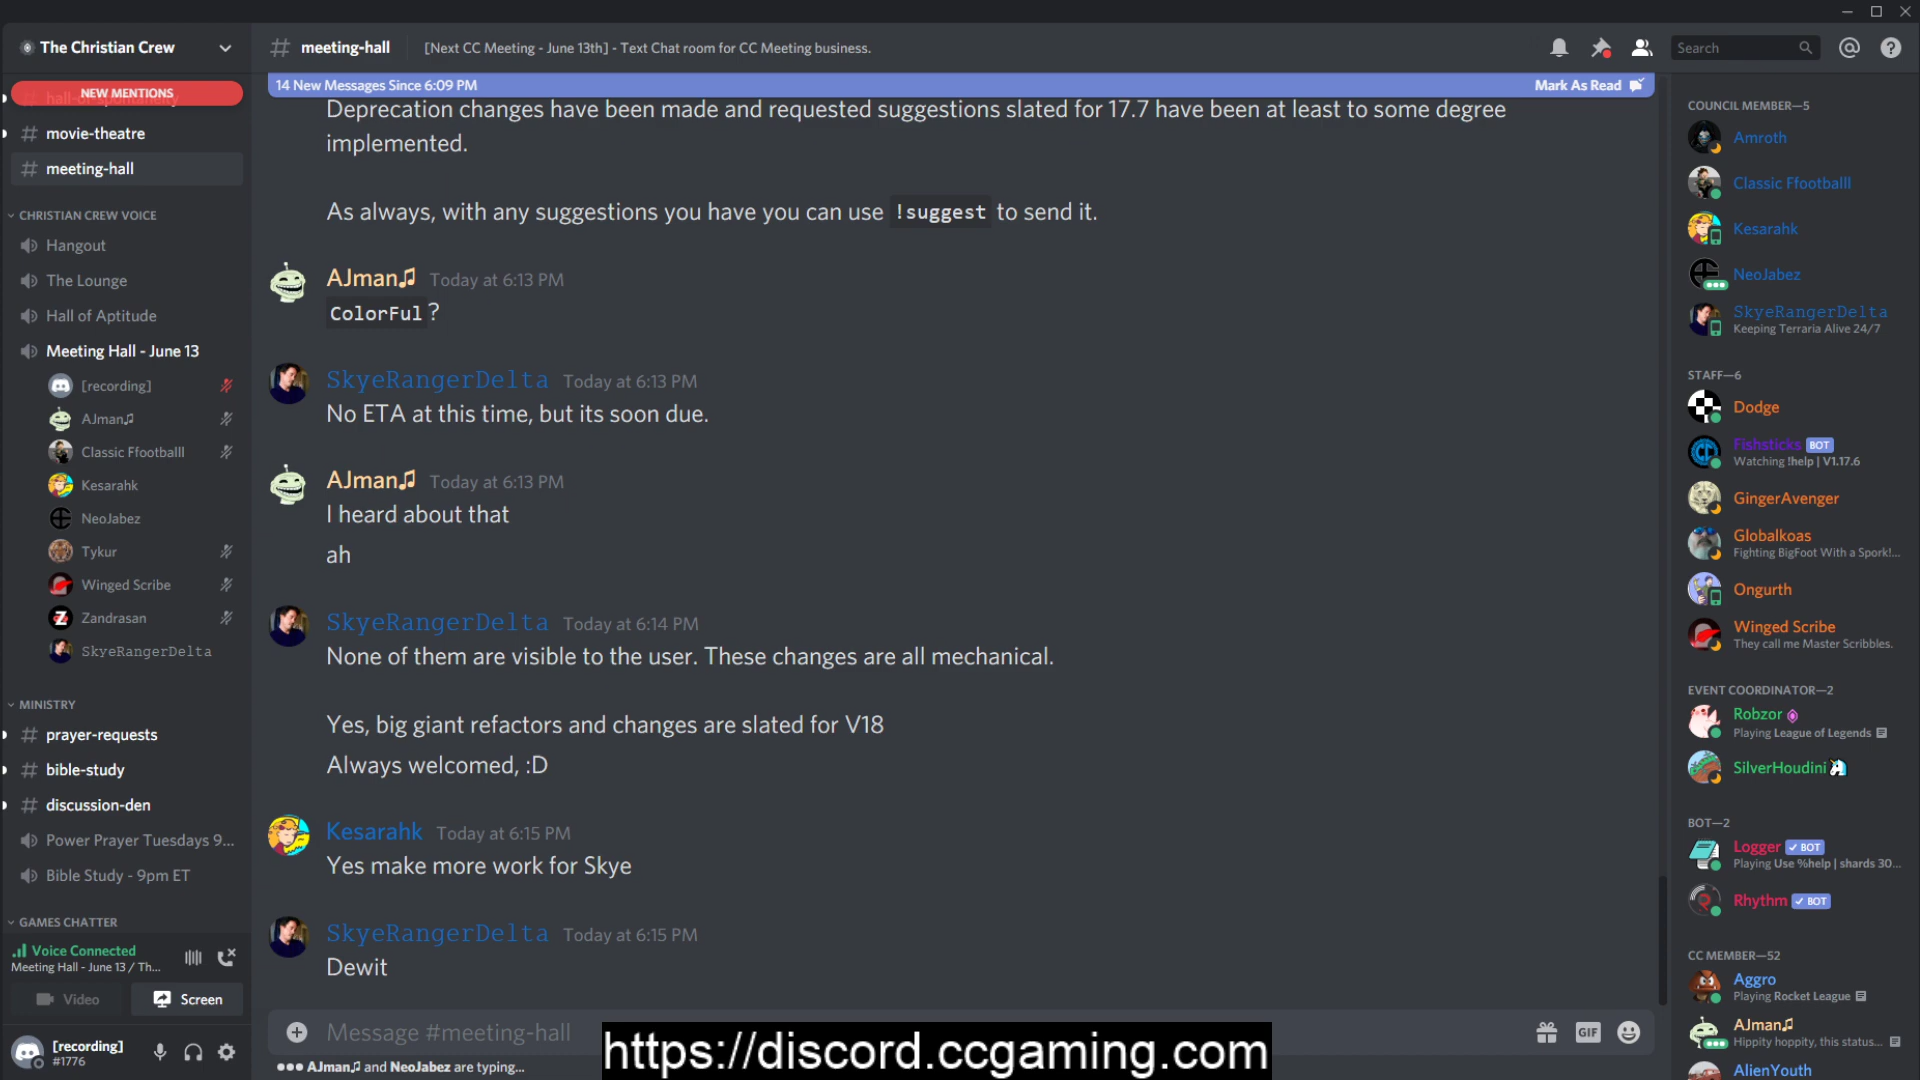 The Christian Crew
NEW MENTIONS
movie-theatre
meeting-hall
CHRISTIAN CREW VOICE
Hangout
The Lounge
Hall of Aptitude
Meeting Hall - June 13
[recording]
AJman♫
Classic Ffootballl
Kesarahk
NeoJabez
Tykur
Winged Scribe
Zandrasan
SkyeRangerDelta
MINISTRY
prayer-requests
bible-study
discussion-den
Power Prayer Tuesdays 9...
Bible Study - 9pm ET
GAMES CHATTER
Voice Connected
Meeting Hall - June 13 / Th...
Video
Screen
[recording]
#1776
# meeting-hall
[Next CC Meeting - June 13th] - Text Chat room for CC Meeting business.
Search
14 New Messages Since 6:09 PM
Mark As Read
Deprecation changes have been made and requested suggestions slated for 17.7 have been at least to some degree
implemented.
As always, with any suggestions you have you can use !suggest to send it.
AJman♫ Today at 6:13 PM
ColorFul?
SkyeRangerDelta Today at 6:13 PM
No ETA at this time, but its soon due.
AJman♫ Today at 6:13 PM
I heard about that
ah
SkyeRangerDelta Today at 6:14 PM
None of them are visible to the user. These changes are all mechanical.
Yes, big giant refactors and changes are slated for V18
Always welcomed, :D
Kesarahk Today at 6:15 PM
Yes make more work for Skye
SkyeRangerDelta Today at 6:15 PM
Dewit
Message #meeting-hall
GIF
AJman♫ and NeoJabez are typing...
https://discord.ccgaming.com
COUNCIL MEMBER—5
Amroth
Classic Ffootballl
Kesarahk
NeoJabez
SkyeRangerDelta
Keeping Terraria Alive 24/7
STAFF—6
Dodge
Fishsticks BOT
Watching !help | V1.17.6
GingerAvenger
Globalkoas
Fighting BigFoot With a Spork!...
Ongurth
Winged Scribe
They call me Master Scribbles.
EVENT COORDINATOR—2
Robzor
Playing League of Legends
SilverHoudini
BOT—2
Logger ✓ BOT
Playing Use %help | shards 30...
Rhythm ✓ BOT
CC MEMBER—52
Aggro
Playing Rocket League
AJman♫
Hippity hoppity, this status...
AlienYouth